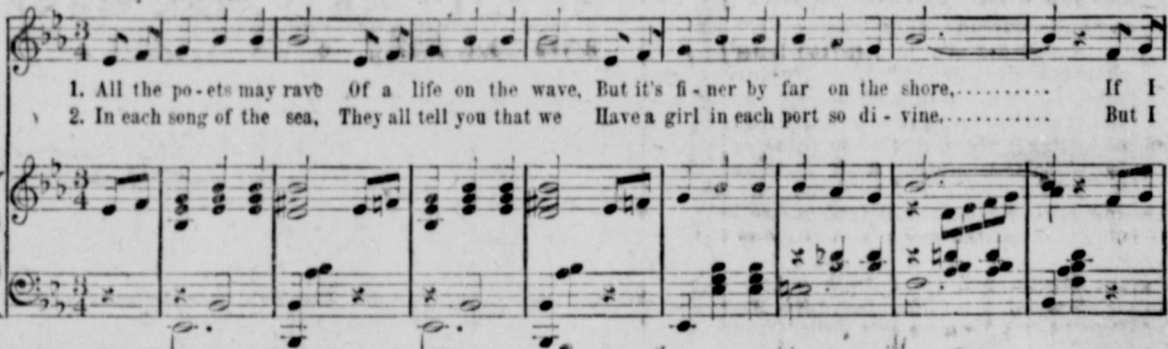 1. All the po-ets may rave Of a life on the wave, But it's fi-ner by far on the shore,........... If I
2. In each song of the sea, They all tell you that we Have a girl in each port so di-vine,........... But I